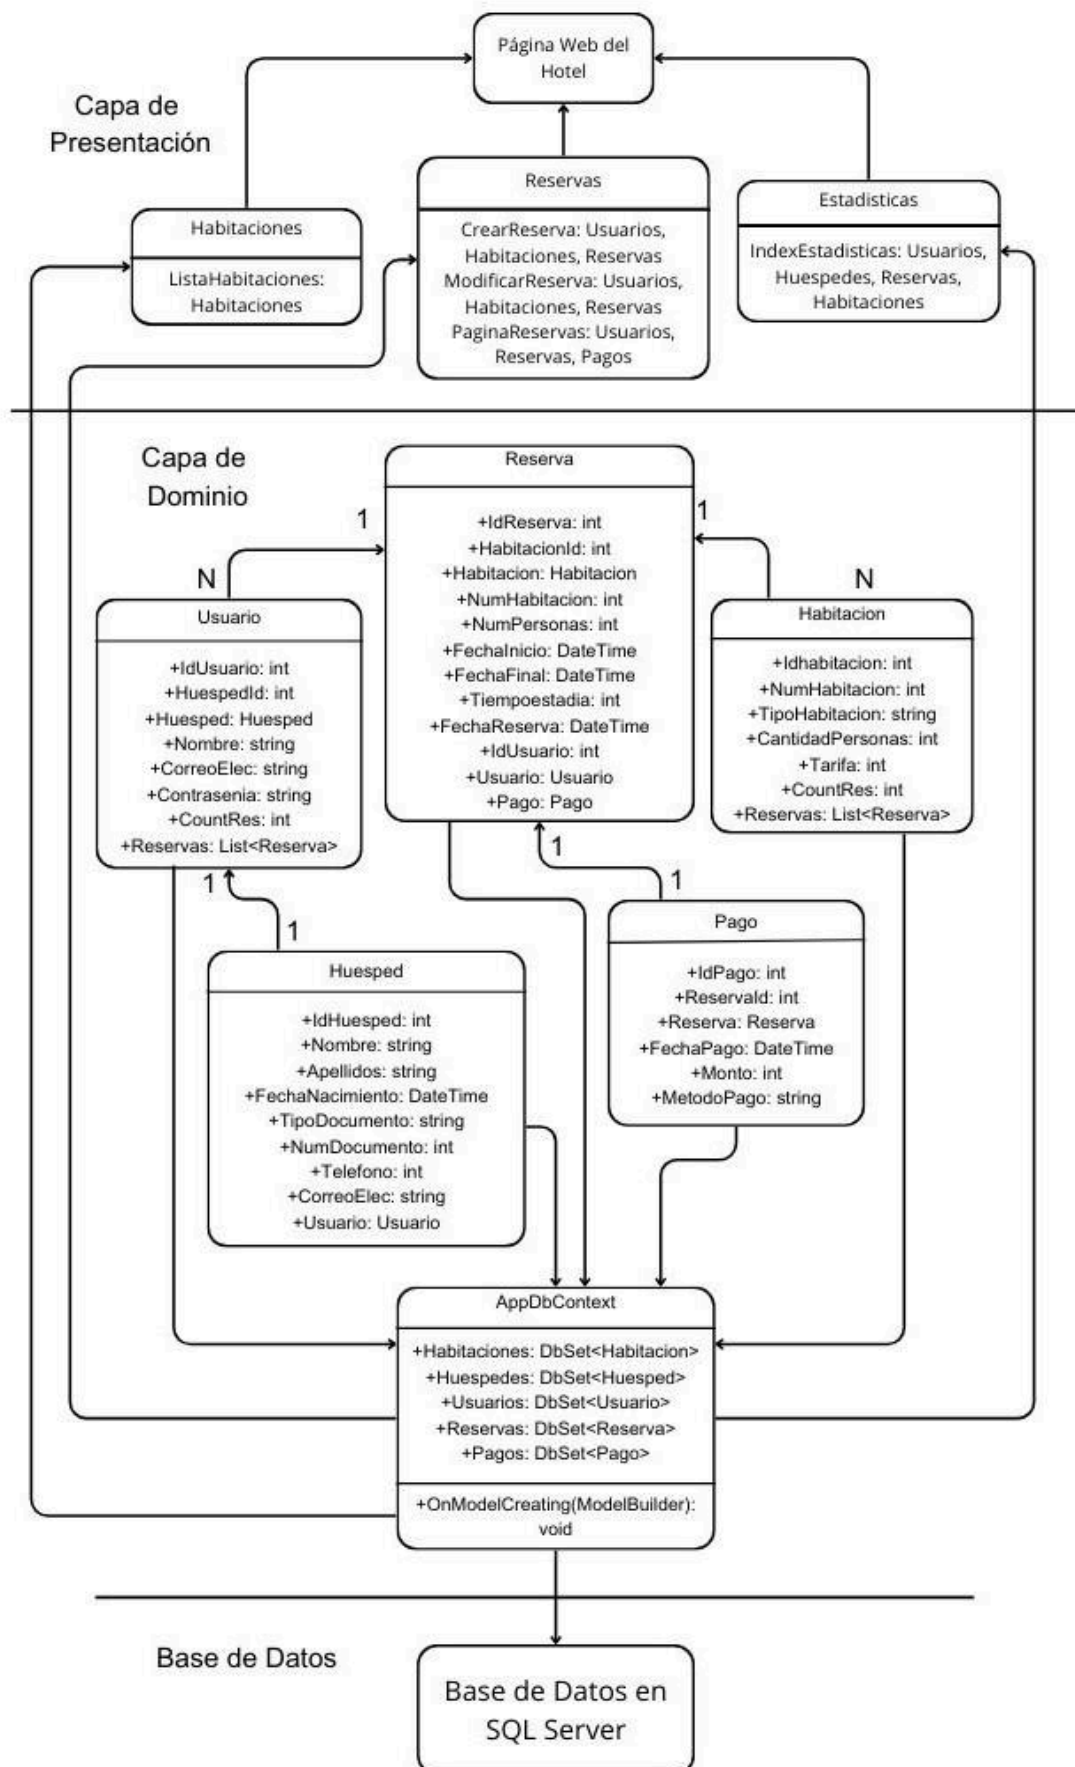 Página Web del
Hotel
Capa de
Presentación
Habitaciones
ListaHabitaciones:
Habitaciones
Reservas
CrearReserva: Usuarios,
Habitaciones, Reservas
ModificarReserva: Usuarios,
Habitaciones, Reservas
PaginaReservas: Usuarios,
Reservas, Pagos
Estadisticas
IndexEstadisticas: Usuarios,
Huespedes, Reservas,
Habitaciones
Capa de
Dominio
Reserva
+IdReserva: int
+HabitacionId: int
+Habitacion: Habitacion
+NumHabitacion: int
+NumPersonas: int
+FechaInicio: DateTime
+FechaFinal: DateTime
+Tiempoestadia: int
+FechaReserva: DateTime
+IdUsuario: int
+Usuario: Usuario
+Pago: Pago
1
N
1
N
Usuario
+IdUsuario: int
+HuespedId: int
+Huesped: Huesped
+Nombre: string
+CorreoElec: string
+Contrasenia: string
+CountRes: int
+Reservas: List<Reserva>
Habitacion
+Idhabitacion: int
+NumHabitacion: int
+TipoHabitacion: string
+CantidadPersonas: int
+Tarifa: int
+CountRes: int
+Reservas: List<Reserva>
1
1
1
1
Huesped
+IdHuesped: int
+Nombre: string
+Apellidos: string
+FechaNacimiento: DateTime
+TipoDocumento: string
+NumDocumento: int
+Telefono: int
+CorreoElec: string
+Usuario: Usuario
Pago
+IdPago: int
+ReservaId: int
+Reserva: Reserva
+FechaPago: DateTime
+Monto: int
+MetodoPago: string
AppDbContext
+Habitaciones: DbSet<Habitacion>
+Huespedes: DbSet<Huesped>
+Usuarios: DbSet<Usuario>
+Reservas: DbSet<Reserva>
+Pagos: DbSet<Pago>
+OnModelCreating(ModelBuilder):
void
Base de Datos
Base de Datos en
SQL Server